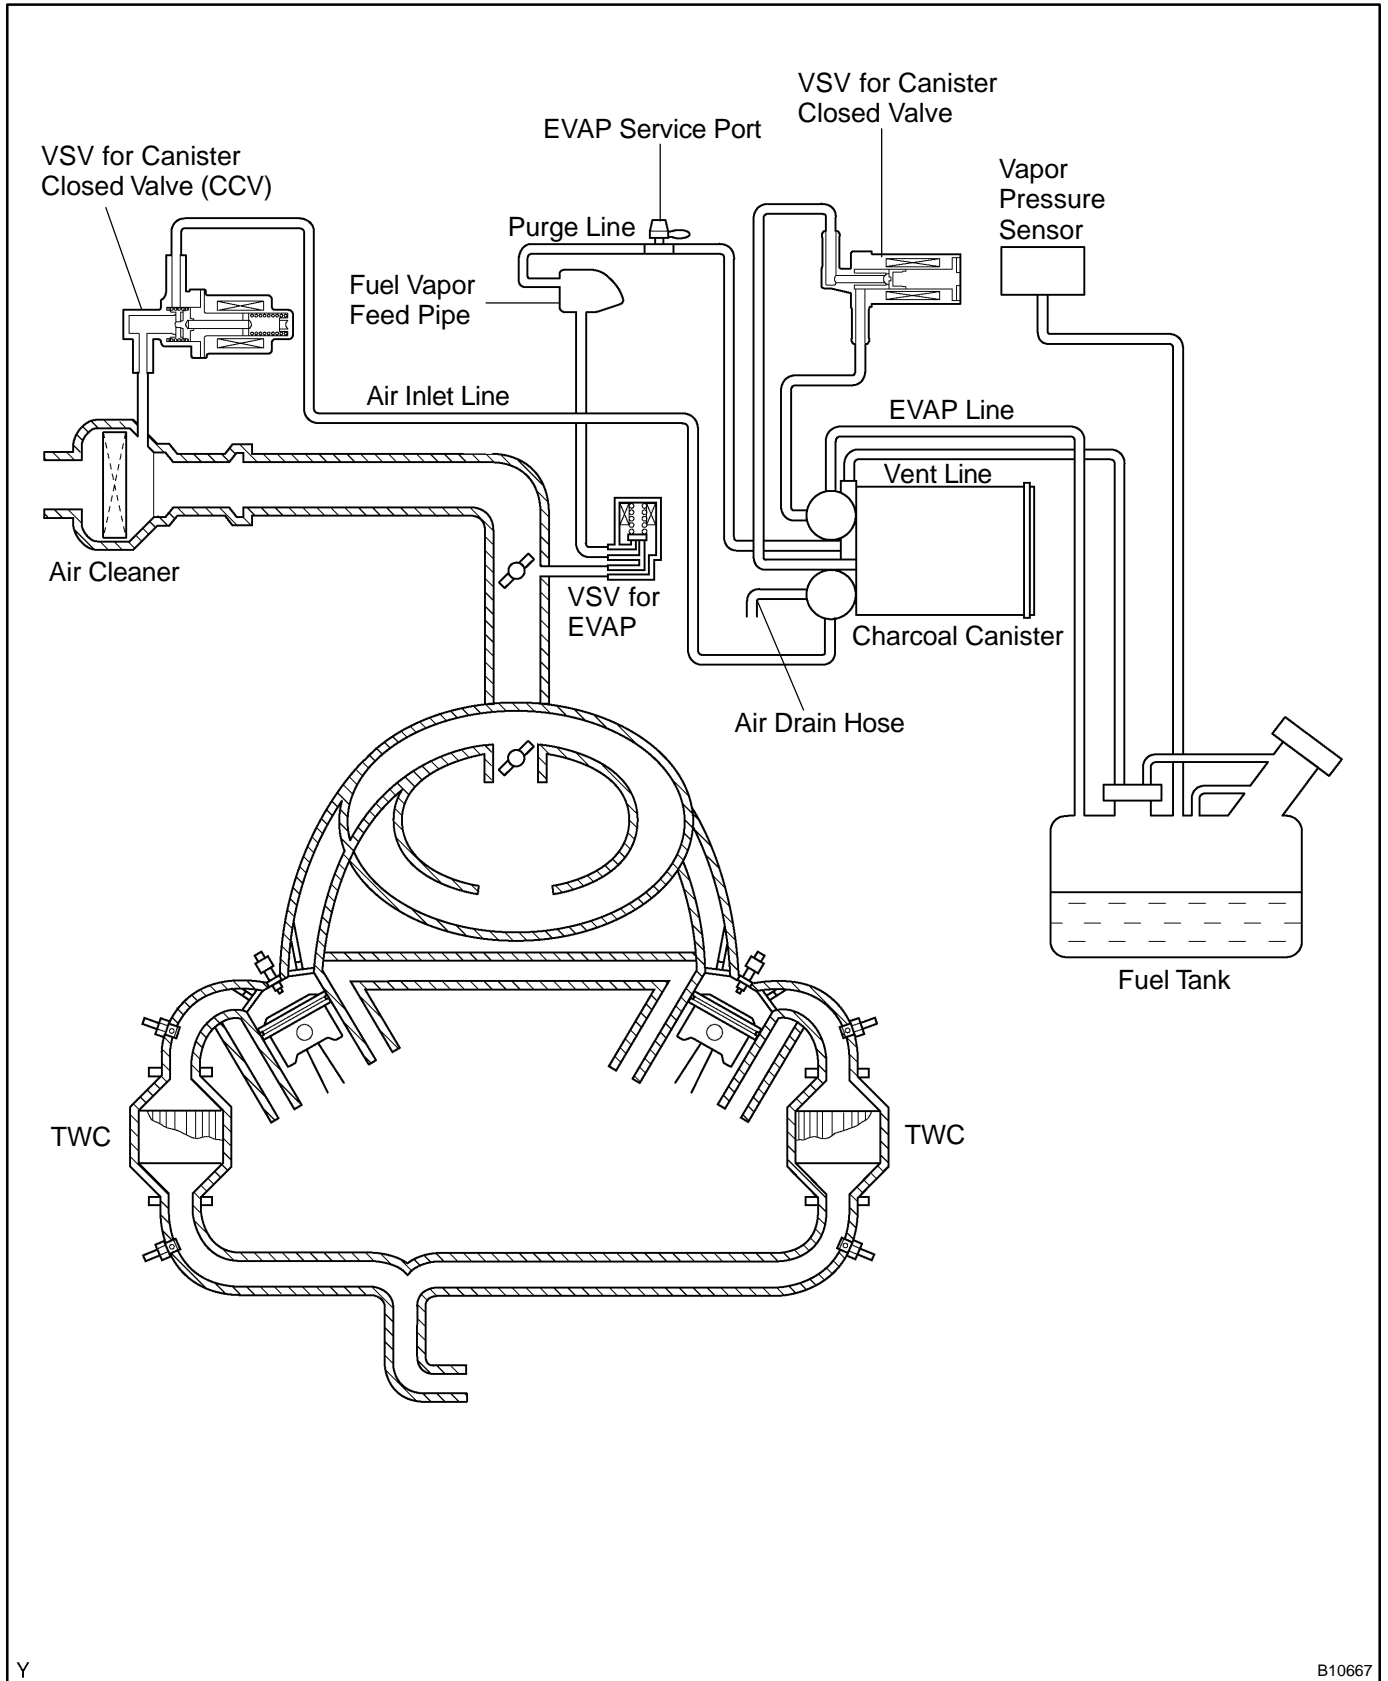 VSV for Canister
Closed Valve
EVAP Service Port
VSV for Canister
Closed Valve (CCV)
Vapor
Pressure
Sensor
Purge Line
Fuel Vapor
Feed Pipe
Air Inlet Line
EVAP Line
Vent Line
Air Cleaner
VSV for
EVAP
Charcoal Canister
Air Drain Hose
Fuel Tank
TWC
TWC
Y
B10667